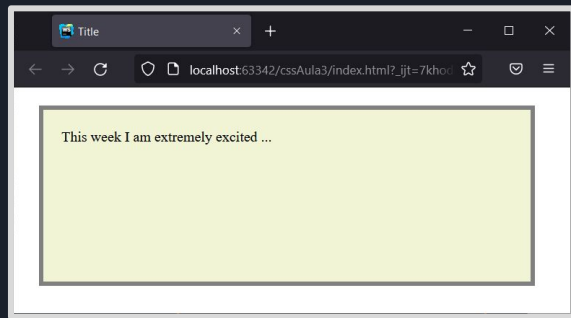 Title
localhost:63342/cssAula3/index.html?_ijt=7khod
This week I am extremely excited ...